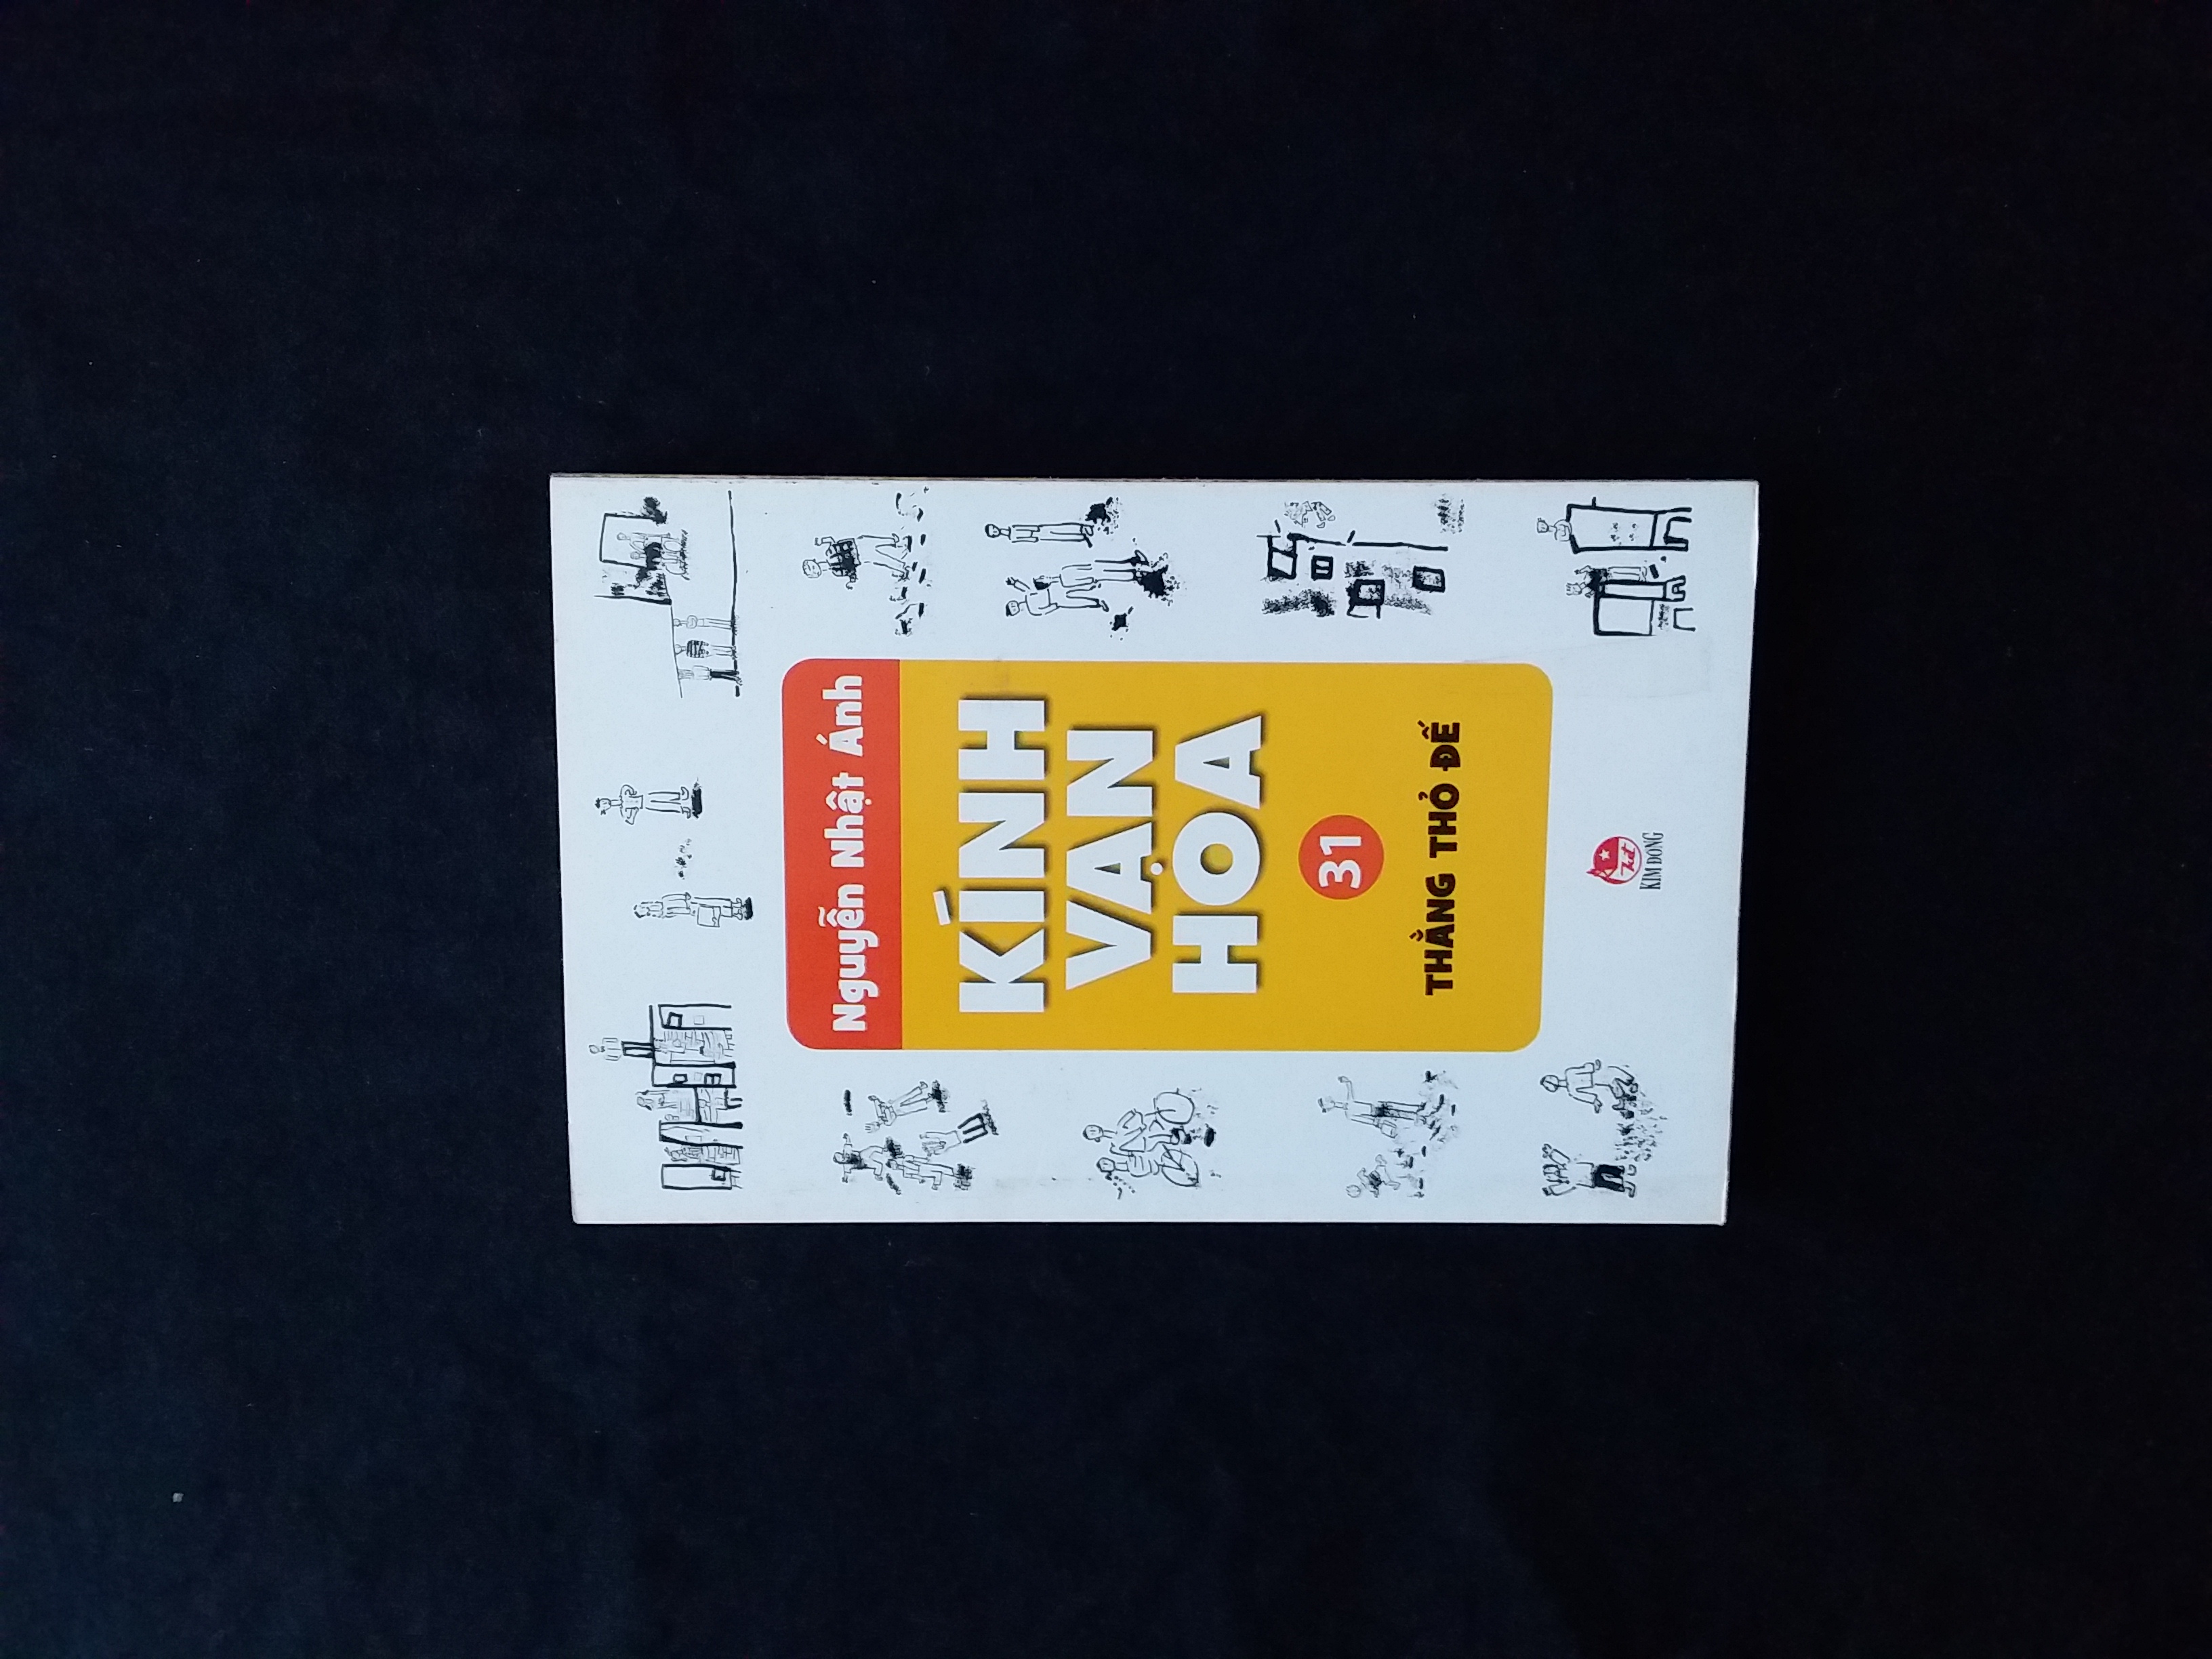 Nguyễn Nhật Ánh
KÍNH
VẠN
HOA
31
THẰNG THỎ ĐẾ
KIM ĐỒNG